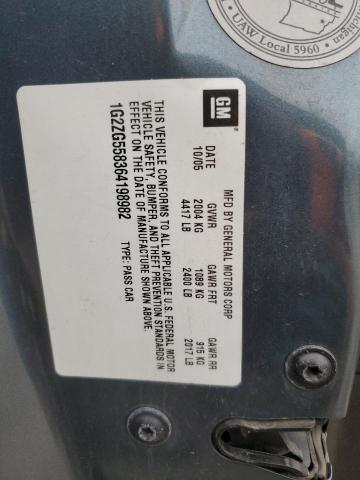 GM
MFD BY GENERAL MOTORS CORP
DATE GVWR GAWR FRT GAWR RR
10/05 2004 KG 1089 KG 915 KG
4417 LB 2400 LB 2017 LB
THIS VEHICLE CONFORMS TO ALL APPLICABLE U.S. FEDERAL MOTOR
VEHICLE SAFETY, BUMPER, AND THEFT PREVENTION STANDARDS IN
EFFECT ON THE DATE OF MANUFACTURE SHOWN ABOVE.
1G2ZG558364198982 TYPE: PASS CAR
UAW Local 5960